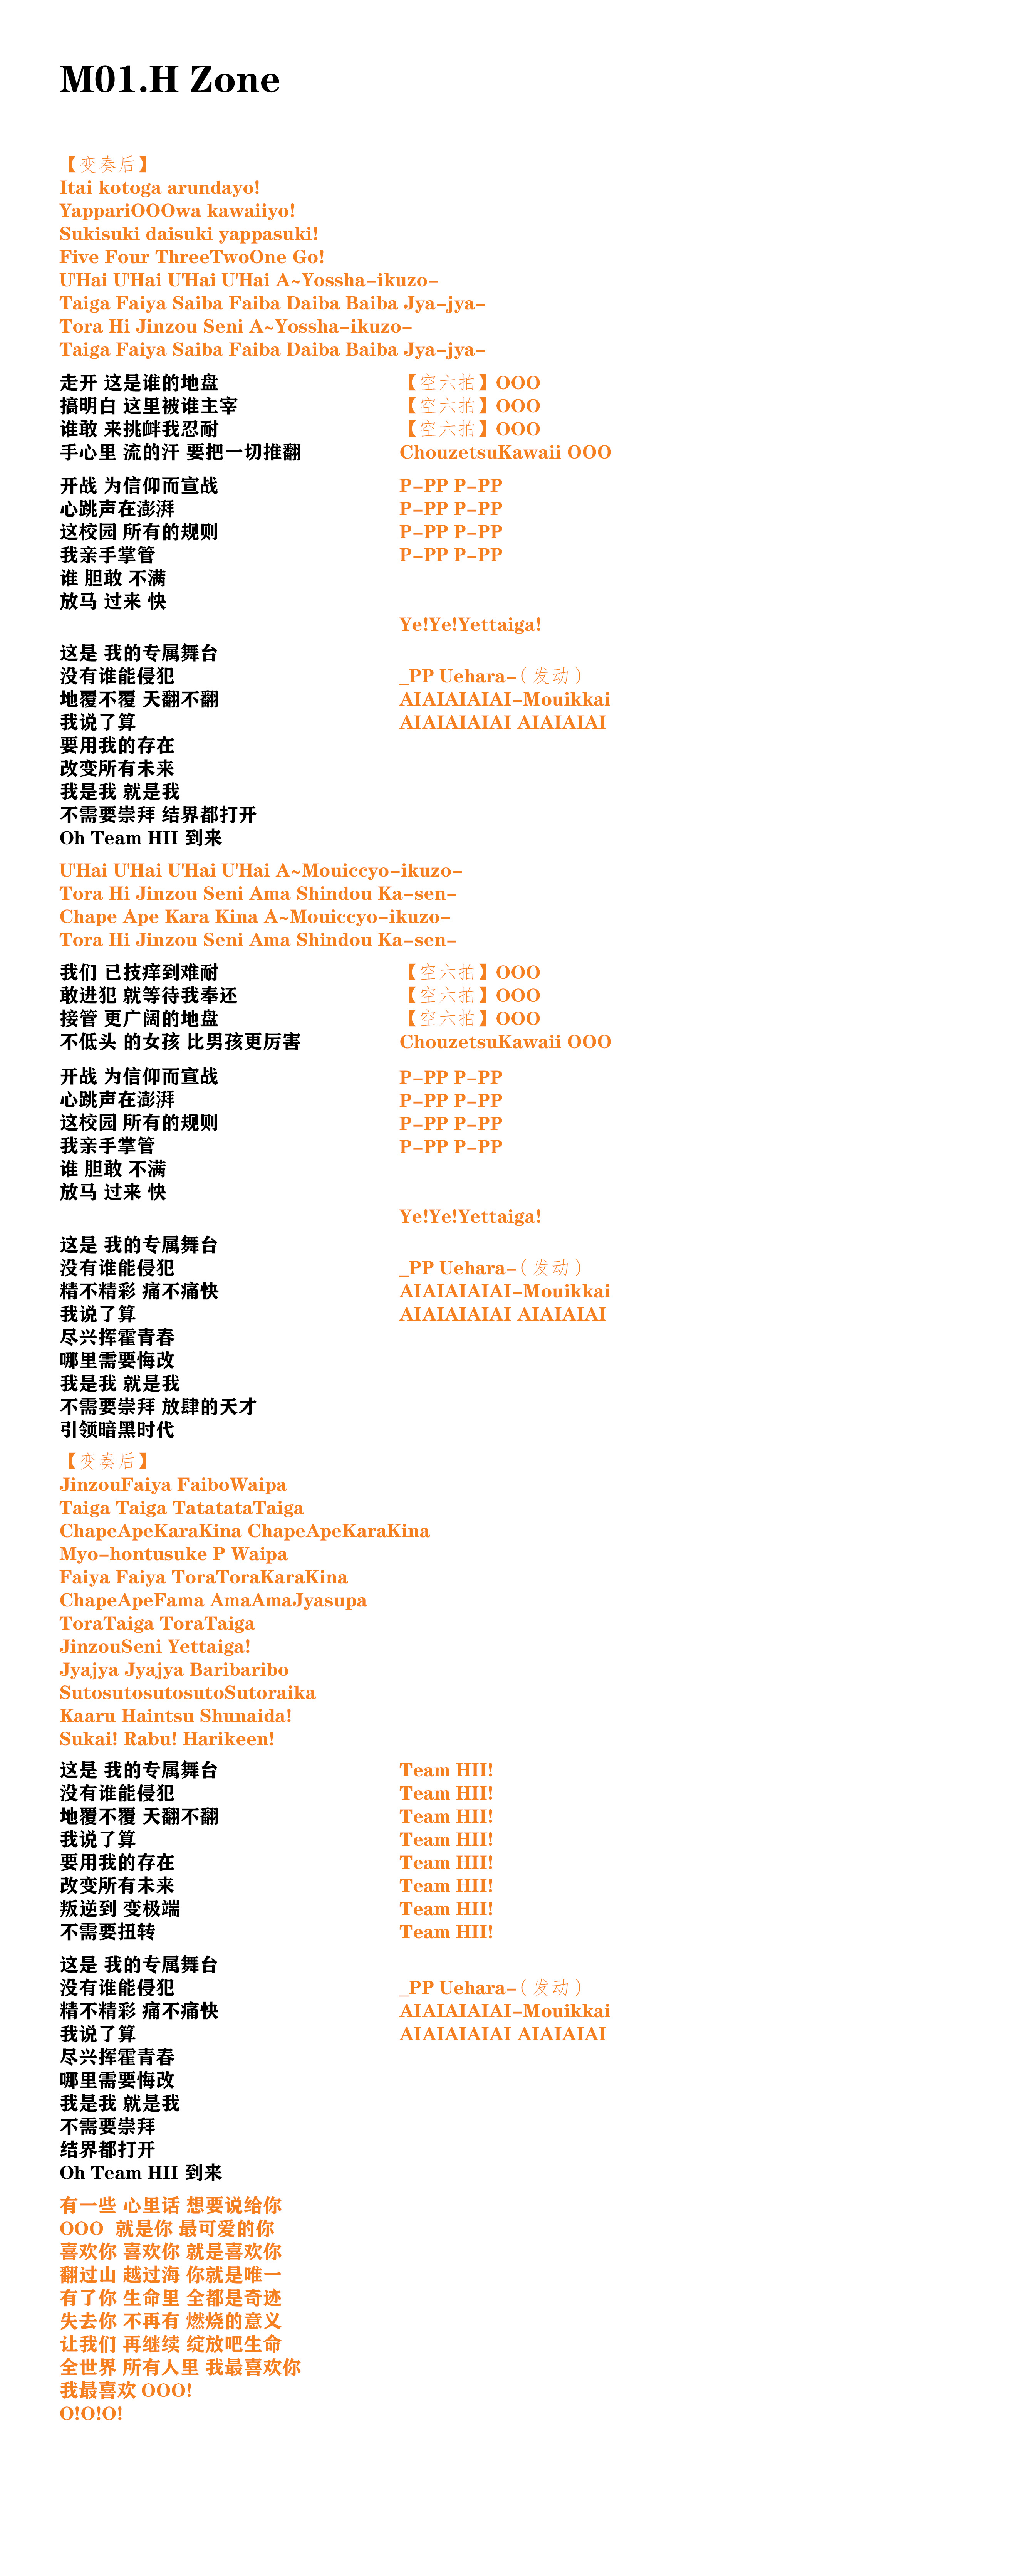 M01.H Zone
【变奏后】
Itai kotoga arundayo!
YappariOOOwa kawaiiyo!
Sukisuki daisuki yappasuki!
Five Four ThreeTwoOne Go!
U'Hai U'Hai U'Hai U'Hai A~Yossha-ikuzo-
Taiga Faiya Saiba Faiba Daiba Baiba Jya-jya-
Tora Hi Jinzou Seni A~Yossha-ikuzo-
Taiga Faiya Saiba Faiba Daiba Baiba Jya-jya-
走开 这是谁的地盘 【空六拍】OOO
搞明白 这里被谁主宰 【空六拍】OOO
谁敢 来挑衅我忍耐 【空六拍】OOO
手心里 流的汗 要把一切推翻 ChouzetsuKawaii OOO
开战 为信仰而宣战 P-PP P-PP
心跳声在澎湃 P-PP P-PP
这校园 所有的规则 P-PP P-PP
我亲手掌管 P-PP P-PP
谁 胆敢 不满
放马 过来 快
Ye!Ye!Yettaiga!
这是 我的专属舞台
没有谁能侵犯 _PP Uehara-（发动）
地覆不覆 天翻不翻 AIAIAIAIAI-Mouikkai
我说了算 AIAIAIAIAI AIAIAIAI
要用我的存在
改变所有未来
我是我 就是我
不需要崇拜 结界都打开
Oh Team HII 到来
U'Hai U'Hai U'Hai U'Hai A~Mouiccyo-ikuzo-
Tora Hi Jinzou Seni Ama Shindou Ka-sen-
Chape Ape Kara Kina A~Mouiccyo-ikuzo-
Tora Hi Jinzou Seni Ama Shindou Ka-sen-
我们 已技痒到难耐 【空六拍】OOO
敢进犯 就等待我奉还 【空六拍】OOO
接管 更广阔的地盘 【空六拍】OOO
不低头 的女孩 比男孩更厉害 ChouzetsuKawaii OOO
开战 为信仰而宣战 P-PP P-PP
心跳声在澎湃 P-PP P-PP
这校园 所有的规则 P-PP P-PP
我亲手掌管 P-PP P-PP
谁 胆敢 不满
放马 过来 快
Ye!Ye!Yettaiga!
这是 我的专属舞台
没有谁能侵犯 _PP Uehara-（发动）
精不精彩 痛不痛快 AIAIAIAIAI-Mouikkai
我说了算 AIAIAIAIAI AIAIAIAI
尽兴挥霍青春
哪里需要悔改
我是我 就是我
不需要崇拜 放肆的天才
引领暗黑时代
【变奏后】
JinzouFaiya FaiboWaipa
Taiga Taiga TatatataTaiga
ChapeApeKaraKina ChapeApeKaraKina
Myo-hontusuke P Waipa
Faiya Faiya ToraToraKaraKina
ChapeApeFama AmaAmaJyasupa
ToraTaiga ToraTaiga
JinzouSeni Yettaiga!
Jyajya Jyajya Baribaribo
SutosutosutosutoSutoraika
Kaaru Haintsu Shunaida!
Sukai! Rabu! Harikeen!
这是 我的专属舞台 Team HII!
没有谁能侵犯 Team HII!
地覆不覆 天翻不翻 Team HII!
我说了算 Team HII!
要用我的存在 Team HII!
改变所有未来 Team HII!
叛逆到 变极端 Team HII!
不需要扭转 Team HII!
这是 我的专属舞台
没有谁能侵犯 _PP Uehara-（发动）
精不精彩 痛不痛快 AIAIAIAIAI-Mouikkai
我说了算 AIAIAIAIAI AIAIAIAI
尽兴挥霍青春
哪里需要悔改
我是我 就是我
不需要崇拜
结界都打开
Oh Team HII 到来
有一些 心里话 想要说给你
OOO 就是你 最可爱的你
喜欢你 喜欢你 就是喜欢你
翻过山 越过海 你就是唯一
有了你 生命里 全都是奇迹
失去你 不再有 燃烧的意义
让我们 再继续 绽放吧生命
全世界 所有人里 我最喜欢你
我最喜欢 OOO!
O!O!O!